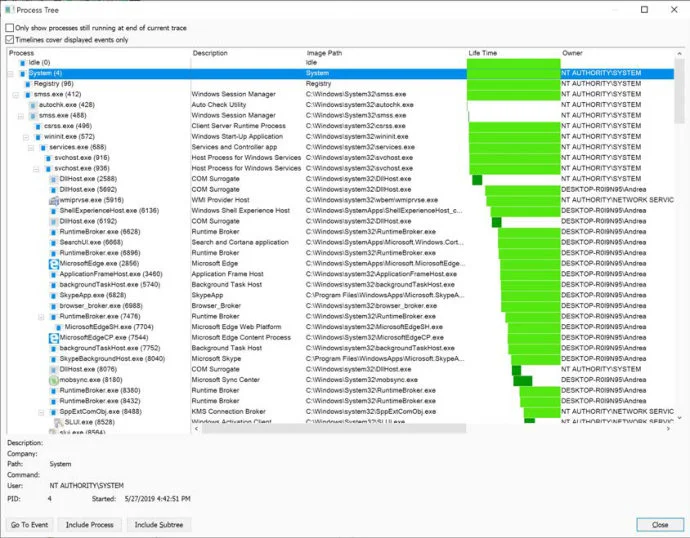 Process Tree
Only show processes still running at end of current trace
Timelines cover displayed events only
Process Description Image Path Life Time Owner
Idle (0) Idle
System (4) System NT AUTHORITY\SYSTEM
Registry (96) Registry NT AUTHORITY\SYSTEM
smss.exe (412) Windows Session Manager C:\Windows\System32\smss.exe NT AUTHORITY\SYSTEM
autochk.exe (428) Auto Check Utility C:\Windows\system32\autochk.exe NT AUTHORITY\SYSTEM
smss.exe (488) Windows Session Manager C:\Windows\System32\smss.exe NT AUTHORITY\SYSTEM
csrss.exe (496) Client Server Runtime Process C:\Windows\system32\csrss.exe NT AUTHORITY\SYSTEM
wininit.exe (572) Windows Start-Up Application C:\Windows\system32\wininit.exe NT AUTHORITY\SYSTEM
services.exe (688) Services and Controller app C:\Windows\system32\services.exe NT AUTHORITY\SYSTEM
svchost.exe (916) Host Process for Windows Services C:\Windows\system32\svchost.exe NT AUTHORITY\SYSTEM
svchost.exe (936) Host Process for Windows Services C:\Windows\system32\svchost.exe NT AUTHORITY\SYSTEM
DllHost.exe (2588) COM Surrogate C:\Windows\system32\DllHost.exe NT AUTHORITY\SYSTEM
DllHost.exe (5692) COM Surrogate C:\Windows\system32\DllHost.exe DESKTOP-R0I9N95\Andrea
wmiprvse.exe (5916) WMI Provider Host C:\Windows\system32\wbem\wmiprvse.exe NT AUTHORITY\NETWORK SERVIC
ShellExperienceHost.exe (6136) Windows Shell Experience Host C:\Windows\SystemApps\ShellExperienceHost_c... DESKTOP-R0I9N95\Andrea
DllHost.exe (6192) COM Surrogate C:\Windows\system32\DllHost.exe DESKTOP-R0I9N95\Andrea
RuntimeBroker.exe (6628) Runtime Broker C:\Windows\System32\RuntimeBroker.exe DESKTOP-R0I9N95\Andrea
SearchUI.exe (6668) Search and Cortana application C:\Windows\SystemApps\Microsoft.Windows.Cort... DESKTOP-R0I9N95\Andrea
RuntimeBroker.exe (6896) Runtime Broker C:\Windows\System32\RuntimeBroker.exe DESKTOP-R0I9N95\Andrea
MicrosoftEdge.exe (2856) Microsoft Edge C:\Windows\SystemApps\Microsoft.MicrosoftEdg... DESKTOP-R0I9N95\Andrea
ApplicationFrameHost.exe (3460) Application Frame Host C:\Windows\system32\ApplicationFrameHost.exe DESKTOP-R0I9N95\Andrea
backgroundTaskHost.exe (5740) Background Task Host C:\Windows\system32\backgroundTaskHost.exe DESKTOP-R0I9N95\Andrea
SkypeApp.exe (6828) SkypeApp C:\Program Files\WindowsApps\Microsoft.SkypeA... DESKTOP-R0I9N95\Andrea
browser_broker.exe (6988) Browser_Broker C:\Windows\system32\browser_broker.exe DESKTOP-R0I9N95\Andrea
RuntimeBroker.exe (7476) Runtime Broker C:\Windows\System32\RuntimeBroker.exe DESKTOP-R0I9N95\Andrea
MicrosoftEdgeSH.exe (7704) Microsoft Edge Web Platform C:\Windows\system32\MicrosoftEdgeSH.exe DESKTOP-R0I9N95\Andrea
MicrosoftEdgeCP.exe (7544) Microsoft Edge Content Process C:\Windows\system32\MicrosoftEdgeCP.exe DESKTOP-R0I9N95\Andrea
backgroundTaskHost.exe (7752) Background Task Host C:\Windows\system32\backgroundTaskHost.exe DESKTOP-R0I9N95\Andrea
SkypeBackgroundHost.exe (8040) Microsoft Skype C:\Program Files\WindowsApps\Microsoft.SkypeA... DESKTOP-R0I9N95\Andrea
DllHost.exe (8076) COM Surrogate C:\Windows\system32\DllHost.exe NT AUTHORITY\SYSTEM
mobsync.exe (8180) Microsoft Sync Center C:\Windows\System32\mobsync.exe DESKTOP-R0I9N95\Andrea
RuntimeBroker.exe (8380) Runtime Broker C:\Windows\System32\RuntimeBroker.exe DESKTOP-R0I9N95\Andrea
RuntimeBroker.exe (8432) Runtime Broker C:\Windows\System32\RuntimeBroker.exe DESKTOP-R0I9N95\Andrea
SppExtComObj.exe (8488) KMS Connection Broker C:\Windows\system32\SppExtComObj.exe NT AUTHORITY\NETWORK SERVIC
SLUI.exe (8528) Windows Activation Client C:\Windows\System32\SLUI.exe NT AUTHORITY\NETWORK SERVIC
slui.exe (8564)
Description:
Company:
Path: System
Command:
User: NT AUTHORITY\SYSTEM
PID: 4 Started: 5/27/2019 4:42:51 PM
Go To Event Include Process Include Subtree Close